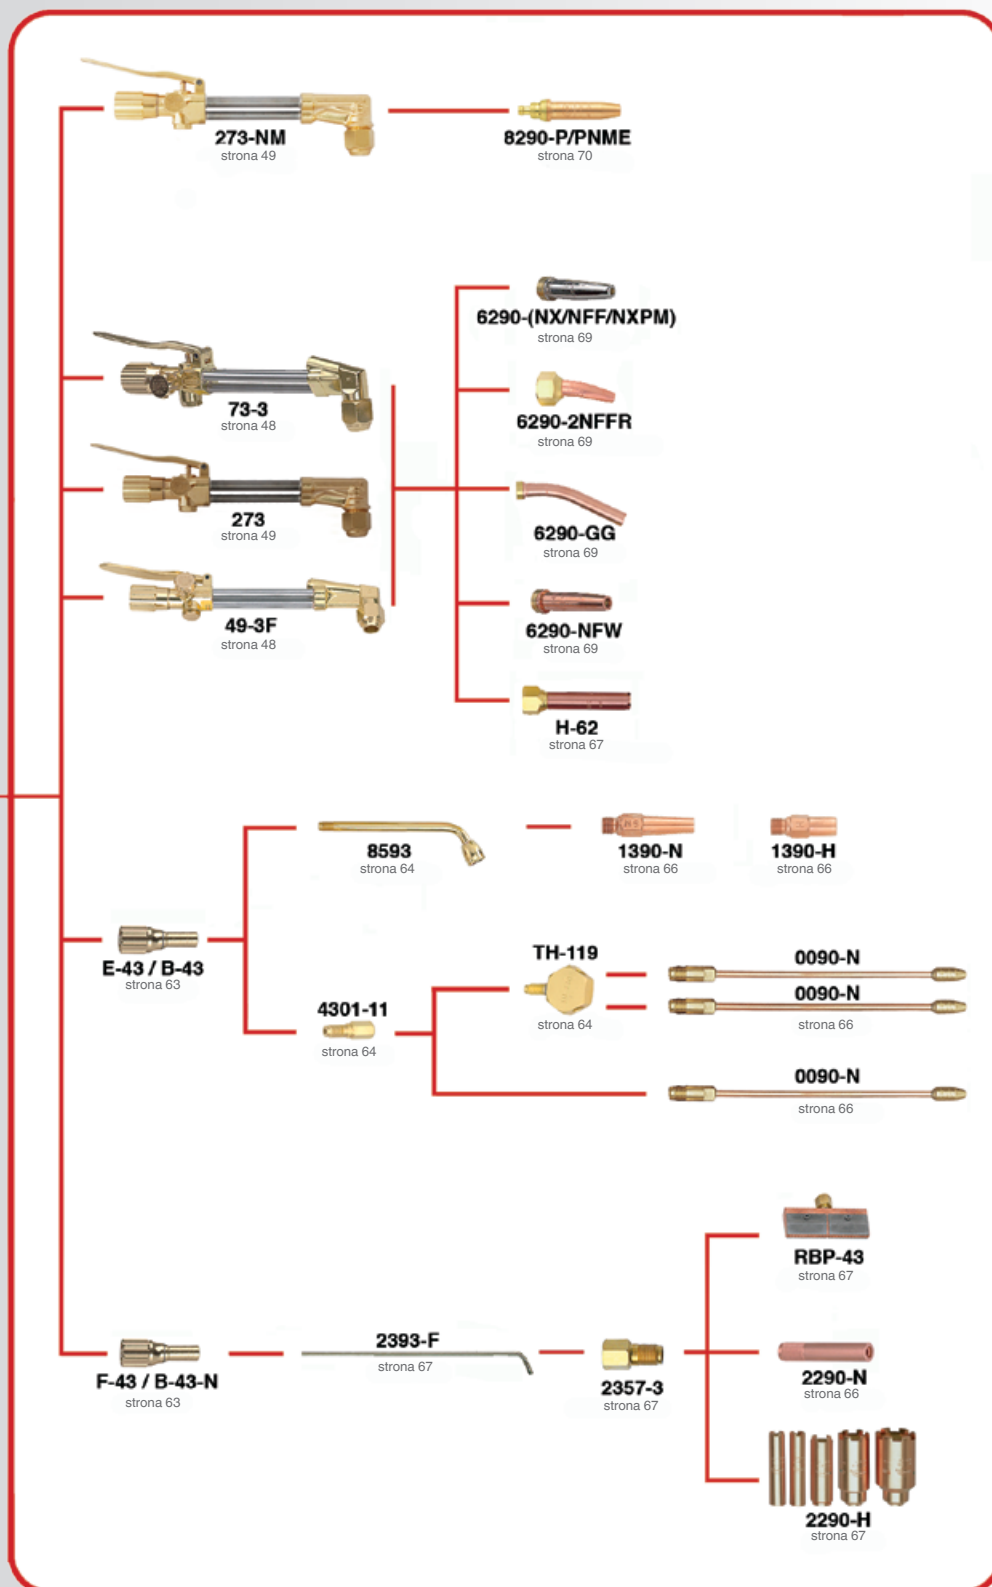 273-NM
strona 49
8290-P/PNME
strona 70
6290-(NX/NFF/NXPM)
strona 69
73-3
strona 48
6290-2NFFR
strona 69
273
strona 49
6290-GG
strona 69
49-3F
strona 48
6290-NFW
strona 69
H-62
strona 67
8593
strona 64
1390-N
strona 66
1390-H
strona 66
E-43 / B-43
strona 63
4301-11
strona 64
TH-119
strona 64
0090-N
0090-N
strona 66
0090-N
strona 66
F-43 / B-43-N
strona 63
2393-F
strona 67
2357-3
strona 67
RBP-43
strona 67
2290-N
strona 66
2290-H
strona 67